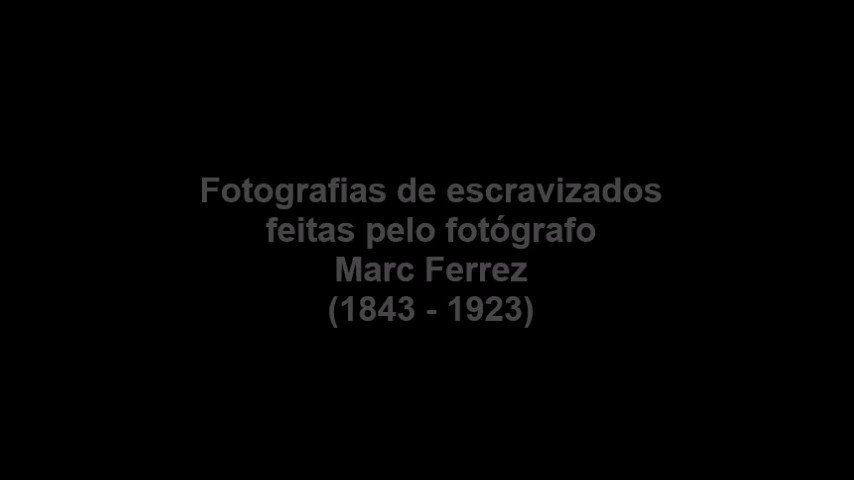 Fotografias de escravizados
feitas pelo fotógrafo
Marc Ferrez
(1843 - 1923)